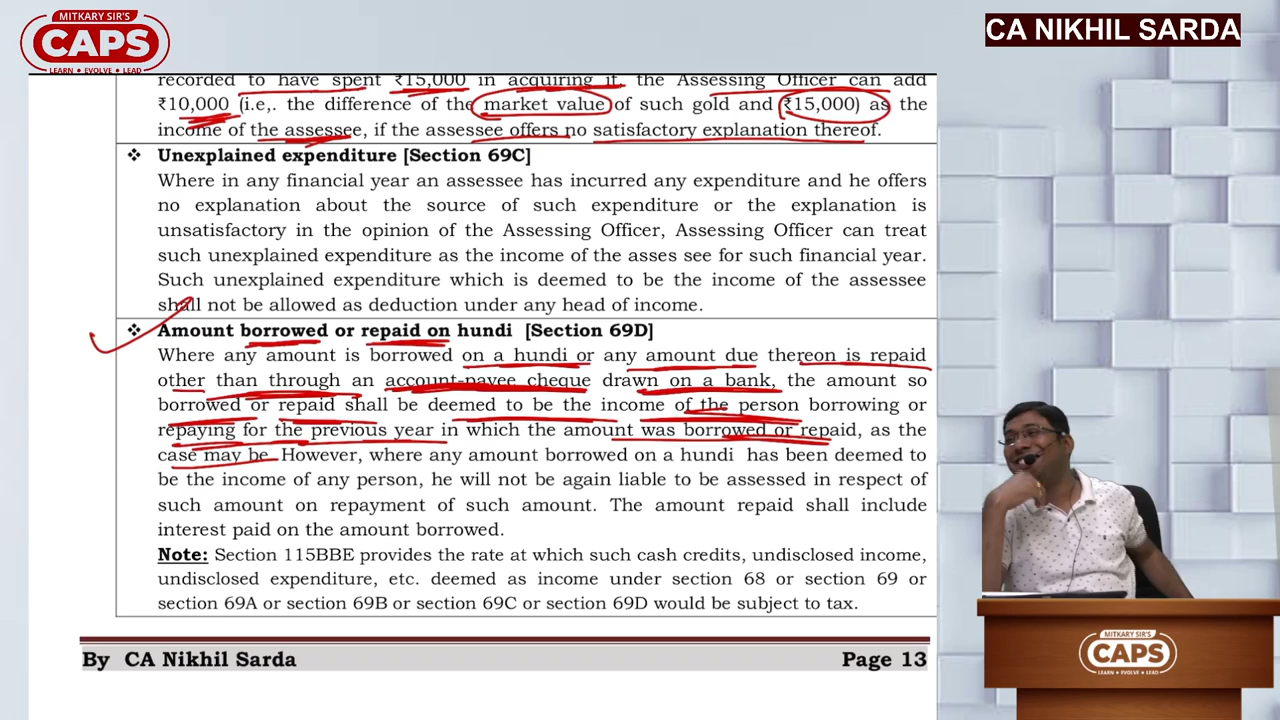 MITKARY SIR'S
CAPS
LEARN • EVOLVE • LEAD
CA NIKHIL SARDA
recorded to have spent ₹15,000 in acquiring it, the Assessing Officer can add
₹10,000 (i.e,. the difference of the market value of such gold and ₹15,000) as the
income of the assessee, if the assessee offers no satisfactory explanation thereof.
❖ Unexplained expenditure [Section 69C]
Where in any financial year an assessee has incurred any expenditure and he offers
no explanation about the source of such expenditure or the explanation is
unsatisfactory in the opinion of the Assessing Officer, Assessing Officer can treat
such unexplained expenditure as the income of the asses see for such financial year.
Such unexplained expenditure which is deemed to be the income of the assessee
shall not be allowed as deduction under any head of income.
❖ Amount borrowed or repaid on hundi [Section 69D]
Where any amount is borrowed on a hundi or any amount due thereon is repaid
other than through an account-payee cheque drawn on a bank, the amount so
borrowed or repaid shall be deemed to be the income of the person borrowing or
repaying for the previous year in which the amount was borrowed or repaid, as the
case may be. However, where any amount borrowed on a hundi has been deemed to
be the income of any person, he will not be again liable to be assessed in respect of
such amount on repayment of such amount. The amount repaid shall include
interest paid on the amount borrowed.
Note: Section 115BBE provides the rate at which such cash credits, undisclosed income,
undisclosed expenditure, etc. deemed as income under section 68 or section 69 or
section 69A or section 69B or section 69C or section 69D would be subject to tax.
By CA Nikhil Sarda
Page 13
MITKARY SIR'S
CAPS
LEARN • EVOLVE • LEAD